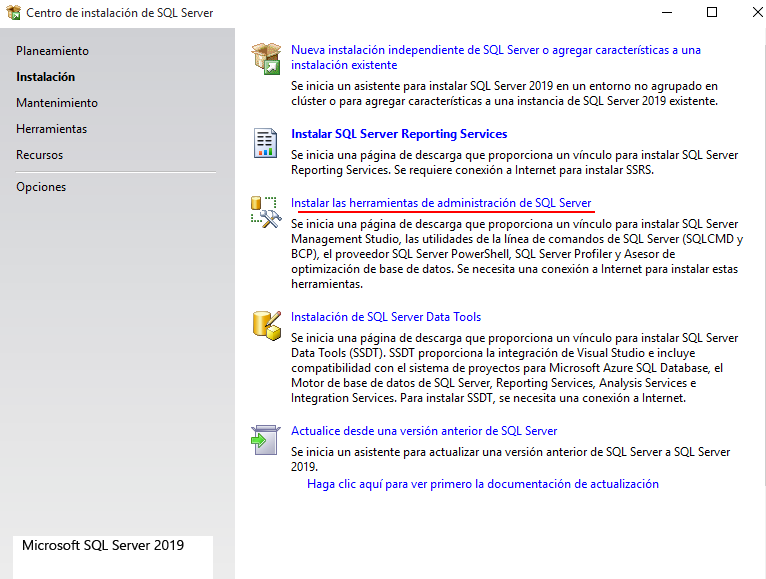 Centro de instalación de SQL Server
Planeamiento
Instalación
Mantenimiento
Herramientas
Recursos
Opciones
Nueva instalación independiente de SQL Server o agregar características a una
instalación existente
Se inicia un asistente para instalar SQL Server 2019 en un entorno no agrupado en
clúster o para agregar características a una instancia de SQL Server 2019 existente.
Instalar SQL Server Reporting Services
Se inicia una página de descarga que proporciona un vínculo para instalar SQL Server
Reporting Services. Se requiere conexión a Internet para instalar SSRS.
Instalar las herramientas de administración de SQL Server
Se inicia una página de descarga que proporciona un vínculo para instalar SQL Server
Management Studio, las utilidades de la línea de comandos de SQL Server (SQLCMD y
BCP), el proveedor SQL Server PowerShell, SQL Server Profiler y Asesor de
optimización de base de datos. Se necesita una conexión a Internet para instalar estas
herramientas.
Instalación de SQL Server Data Tools
Se inicia una página de descarga que proporciona un vínculo para instalar SQL Server
Data Tools (SSDT). SSDT proporciona la integración de Visual Studio e incluye
compatibilidad con el sistema de proyectos para Microsoft Azure SQL Database, el
Motor de base de datos de SQL Server, Reporting Services, Analysis Services e
Integration Services. Para instalar SSDT, se necesita una conexión a Internet.
Actualice desde una versión anterior de SQL Server
Se inicia un asistente para actualizar una versión anterior de SQL Server a SQL Server
2019.
Haga clic aquí para ver primero la documentación de actualización
Microsoft SQL Server 2019